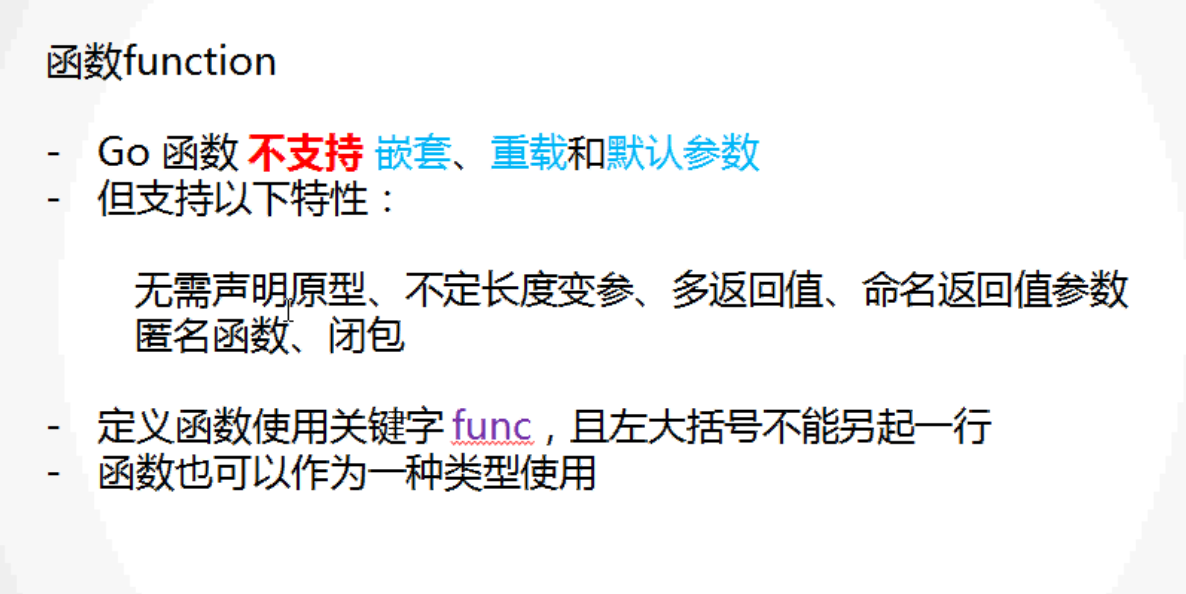 函数function
- Go 函数 不支持 嵌套、重载和默认参数
- 但支持以下特性：
无需声明原型、不定长度变参、多返回值、命名返回值参数
匿名函数、闭包
- 定义函数使用关键字 func，且左大括号不能另起一行
- 函数也可以作为一种类型使用